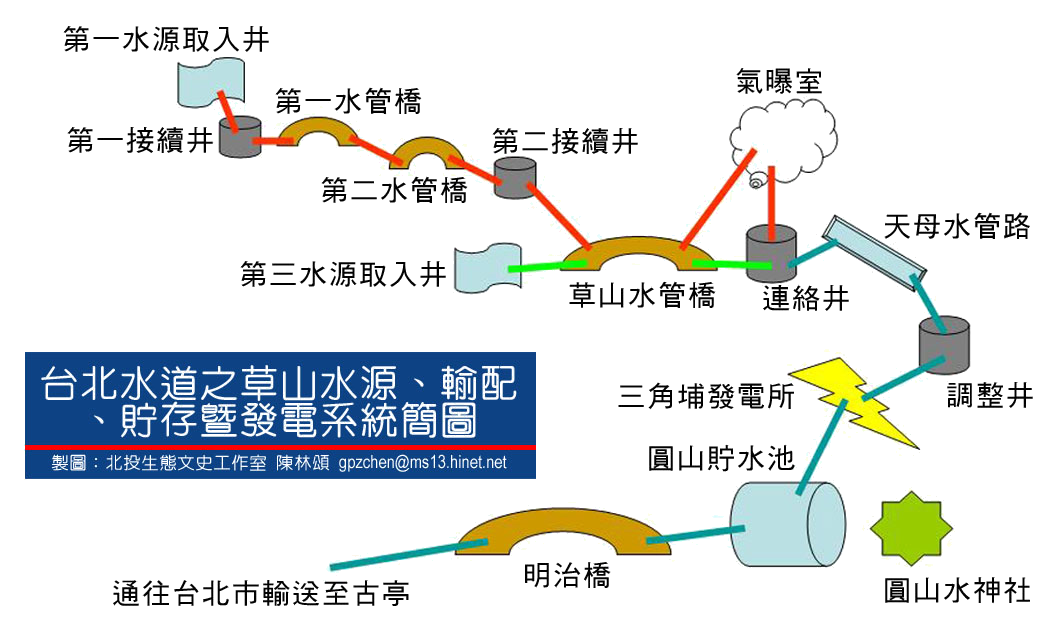 第一水源取入井
第一接續井
第一水管橋
第二水管橋
第二接續井
氣曝室
第三水源取入井
草山水管橋
連絡井
天母水管路
調整井
三角埔發電所
圓山貯水池
圓山水神社
明治橋
通往台北市輸送至古亭
台北水道之草山水源、輸配
、貯存暨發電系統簡圖
製圖：北投生態文史工作室 陳林頌 gpzchen@ms13.hinet.net